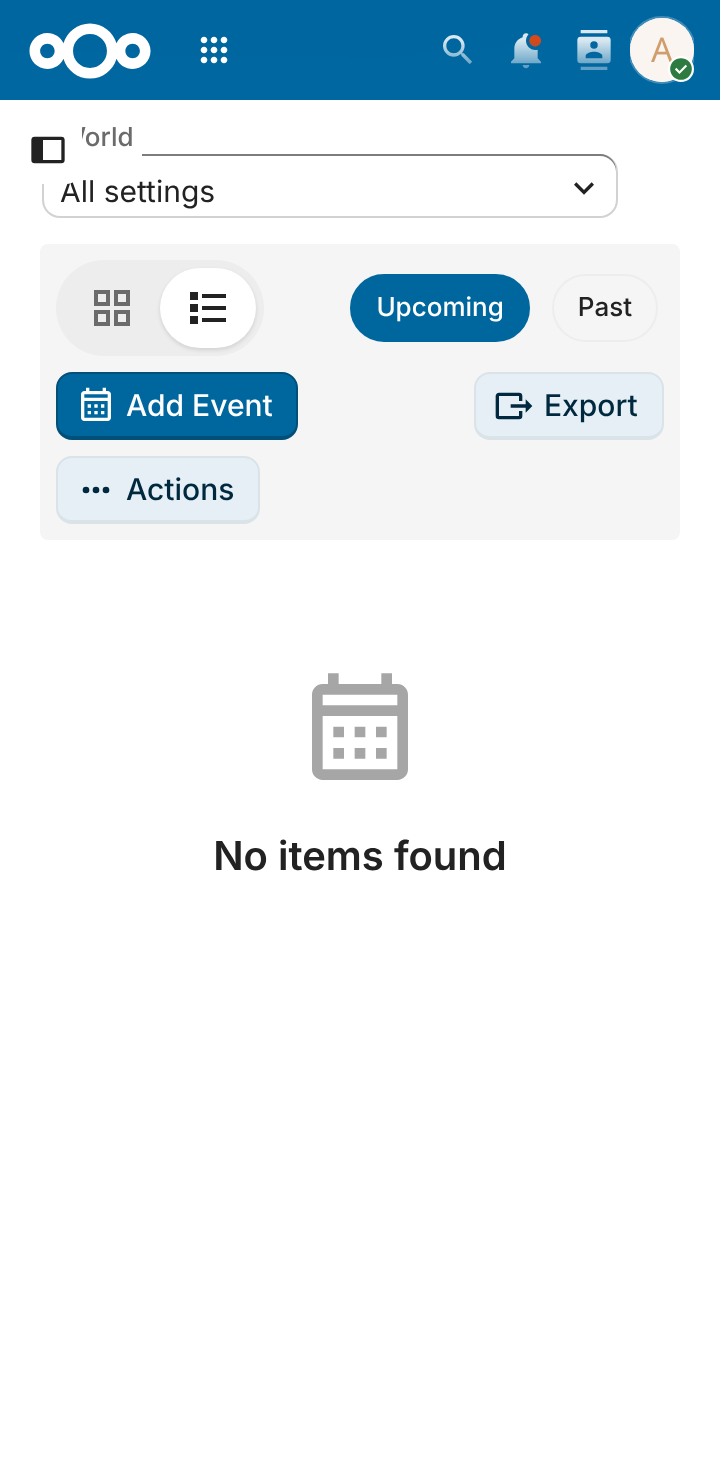 A
All settings
Upcoming
Past
Add Event
Export
Actions
No items found